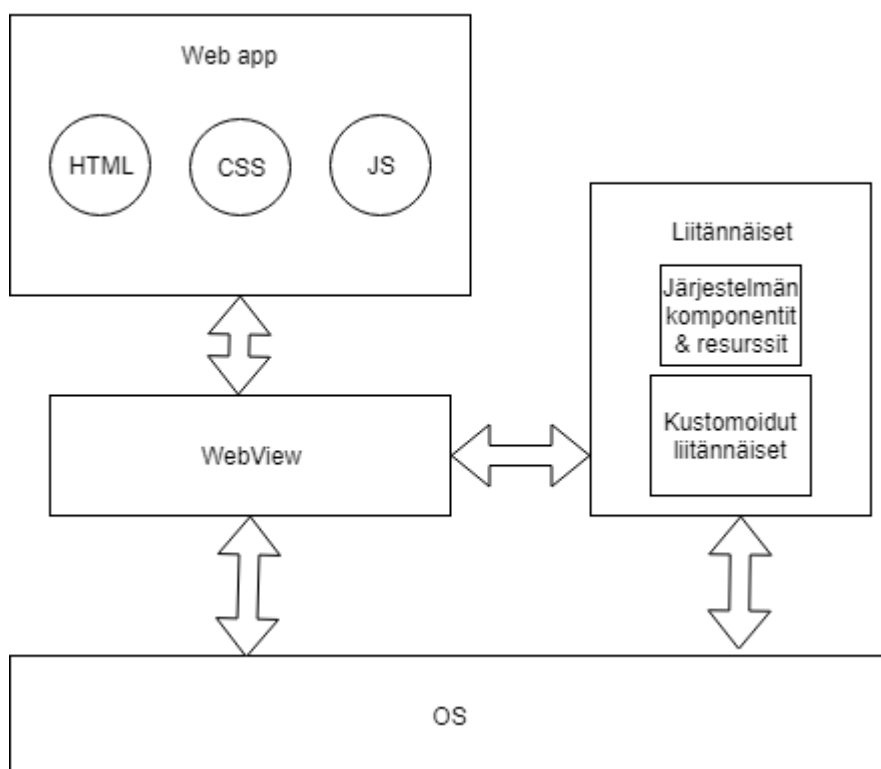 Web app
HTML
CSS
JS
Liitännäiset
Järjestelmän
komponentit
& resurssit
Kustomoidut
liitännäiset
WebView
OS